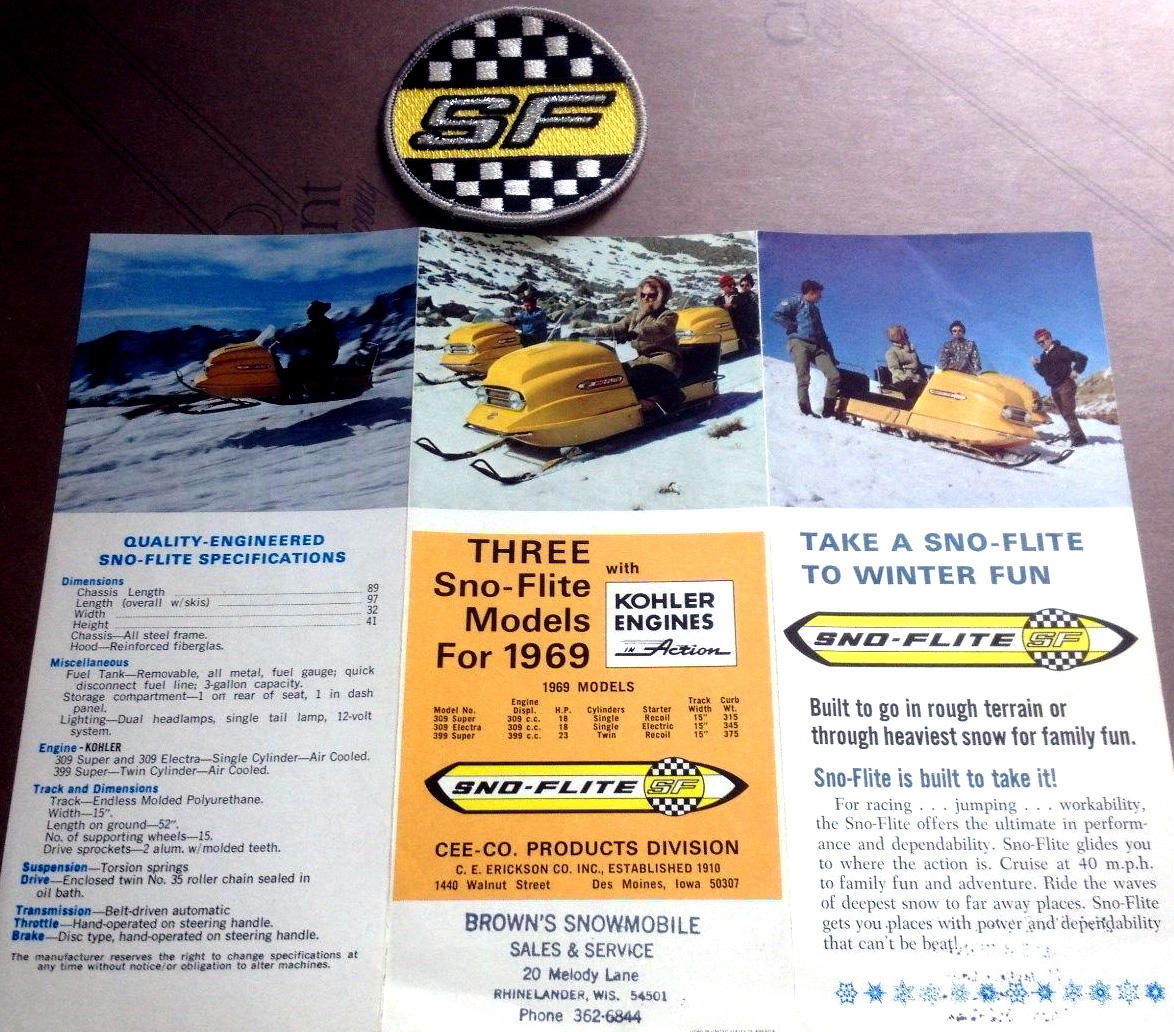 SF
QUALITY-ENGINEERED
SNO-FLITE SPECIFICATIONS
Dimensions
Chassis Length 89
Length (overall w/skis) 97
Width 32
Height 41
Chassis—All steel frame.
Hood—Reinforced fiberglas.
Miscellaneous
Fuel Tank—Removable, all metal, fuel gauge; quick
disconnect fuel line; 3-gallon capacity.
Storage compartment—1 on rear of seat, 1 in dash
panel.
Lighting—Dual headlamps, single tail lamp, 12-volt
system.
Engine - KOHLER
309 Super and 309 Electra—Single Cylinder—Air Cooled.
399 Super—Twin Cylinder—Air Cooled.
Track and Dimensions
Track—Endless Molded Polyurethane.
Width—15".
Length on ground—52".
No. of supporting wheels—15.
Drive sprockets—2 alum. w/molded teeth.
Suspension—Torsion springs
Drive—Enclosed twin No. 35 roller chain sealed in
oil bath.
Transmission—Belt-driven automatic
Throttle—Hand-operated on steering handle.
Brake—Disc type, hand-operated on steering handle.
The manufacturer reserves the right to change specifications at
any time without notice/or obligation to alter machines.
THREE
Sno-Flite
Models
For 1969
with
KOHLER
ENGINES
IN Action
1969 MODELS
Model No. Engine Displ. H.P. Cylinders Starter Track Width Curb Wt.
309 Super 309 c.c. 18 Single Recoil 15" 315
309 Electra 309 c.c. 18 Single Electric 15" 345
399 Super 399 c.c. 23 Twin Recoil 15" 375
SNO-FLITE SF
CEE-CO. PRODUCTS DIVISION
C. E. ERICKSON CO. INC., ESTABLISHED 1910
1440 Walnut Street Des Moines, Iowa 50307
BROWN'S SNOWMOBILE
SALES & SERVICE
20 Melody Lane
RHINELANDER, WIS. 54501
Phone 362-6844
TAKE A SNO-FLITE
TO WINTER FUN
SNO-FLITE SF
Built to go in rough terrain or
through heaviest snow for family fun.
Sno-Flite is built to take it!
For racing . . . jumping . . . workability,
the Sno-Flite offers the ultimate in perform-
ance and dependability. Sno-Flite glides you
to where the action is. Cruise at 40 m.p.h.
to family fun and adventure. Ride the waves
of deepest snow to far away places. Sno-Flite
gets you places with power and dependability
that can't be beat!